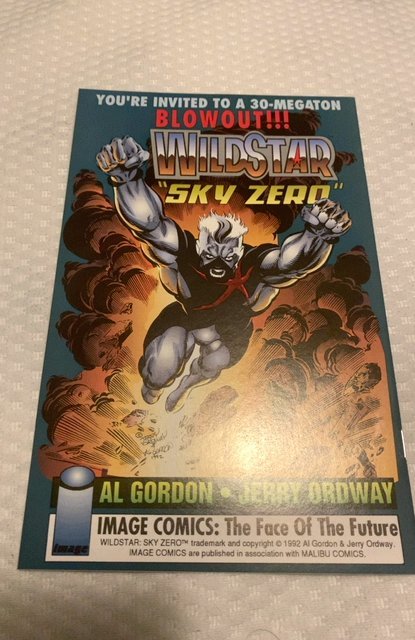 YOU'RE INVITED TO A 30-MEGATON
BLOWOUT!!!
WILDSTAR
"SKY ZERO"
AL GORDON • JERRY ORDWAY
Image
IMAGE COMICS: The Face Of The Future
WILDSTAR: SKY ZERO™ trademark and copyright © 1992 Al Gordon & Jerry Ordway.
IMAGE COMICS are published in association with MALIBU COMICS.